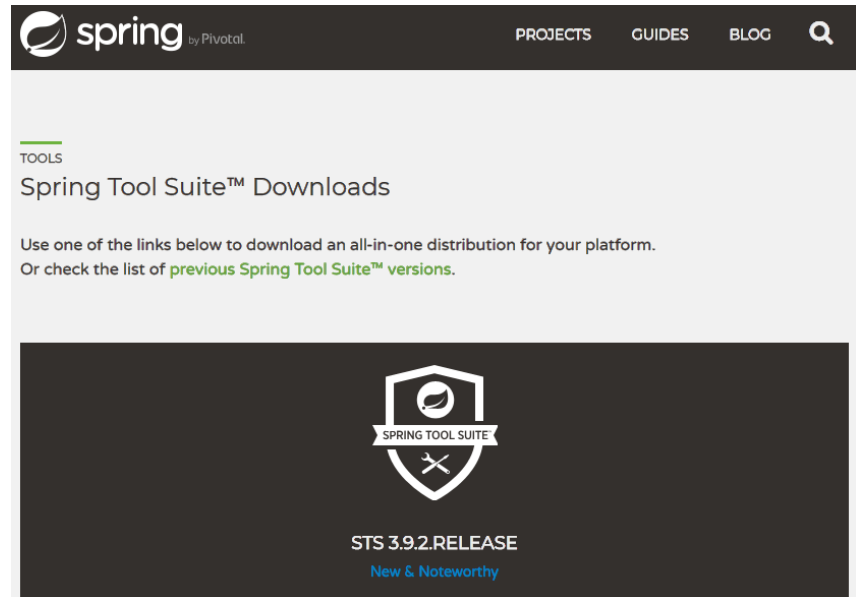 spring by Pivotal.
PROJECTS GUIDES BLOG
TOOLS
Spring Tool Suite™ Downloads
Use one of the links below to download an all-in-one distribution for your platform.
Or check the list of previous Spring Tool Suite™ versions.
SPRING TOOL SUITE™
STS 3.9.2.RELEASE
New & Noteworthy